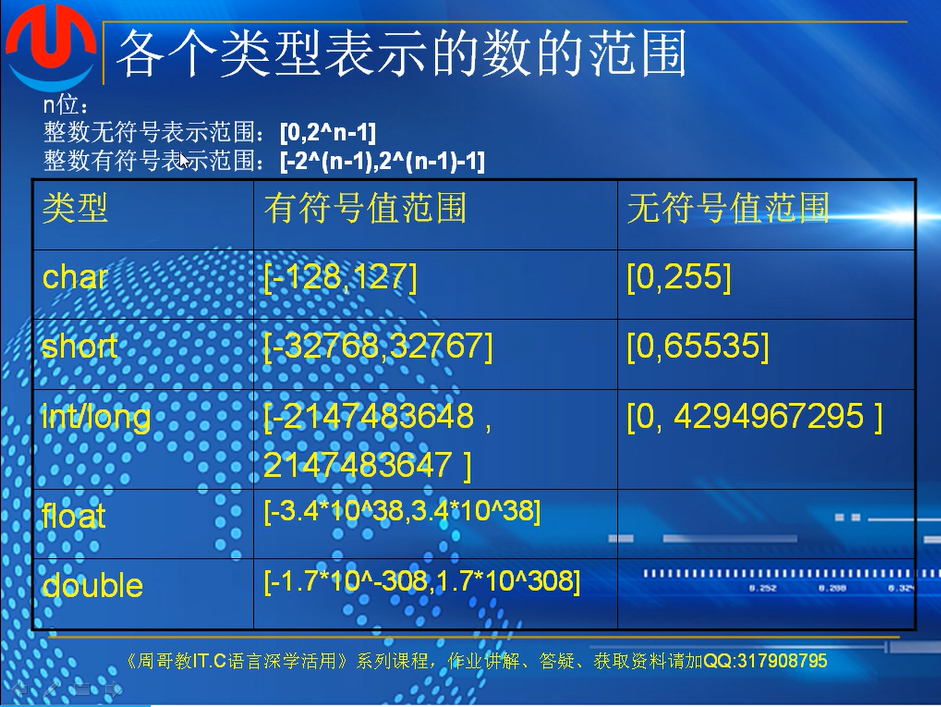 各个类型表示的数的范围
n位：
整数无符号表示范围：[0,2^n-1]
整数有符号表示范围：[-2^(n-1),2^(n-1)-1]
类型 有符号值范围 无符号值范围
char [-128,127] [0,255]
short [-32768,32767] [0,65535]
int/long [-2147483648 , [0, 4294967295 ]
2147483647 ]
float [-3.4*10^38,3.4*10^38]
double [-1.7*10^-308,1.7*10^308]
0.252 0.288 0.324
《周哥教IT.C语言深学活用》系列课程，作业讲解、答疑、获取资料请加QQ:317908795